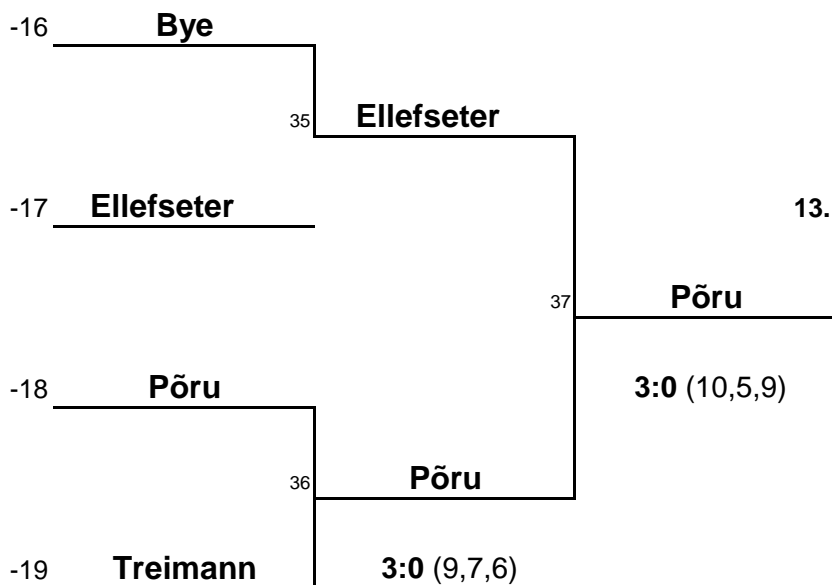 -16 Bye
35 Ellefseter
-17 Ellefseter 13.
37 Põru
-18 Põru 3:0 (10,5,9)
36 Põru
-19 Treimann 3:0 (9,7,6)